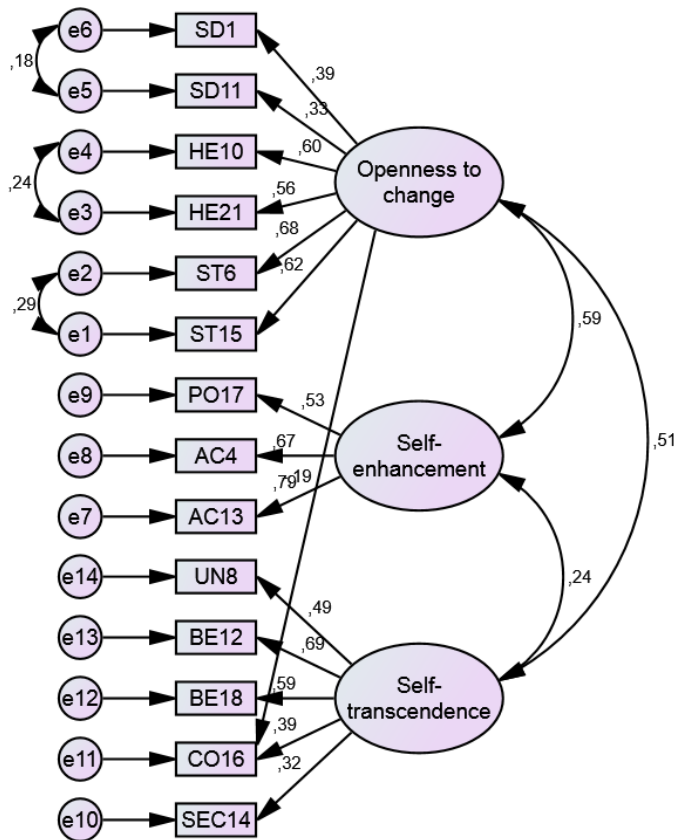 e6
SD1
,18
,39
e5
SD11
,33
e4
HE10
,60
Openness to
change
,24
e3
HE21
,56
,68
e2
ST6
,62
,29
e1
ST15
,59
e9
PO17
,53
,51
e8
AC4
,67
Self-
enhancement
,79
,19
e7
AC13
e14
UN8
,49
,24
e13
BE12
,69
e12
BE18
,59
Self-
transcendence
e11
CO16
,39
,32
e10
SEC14